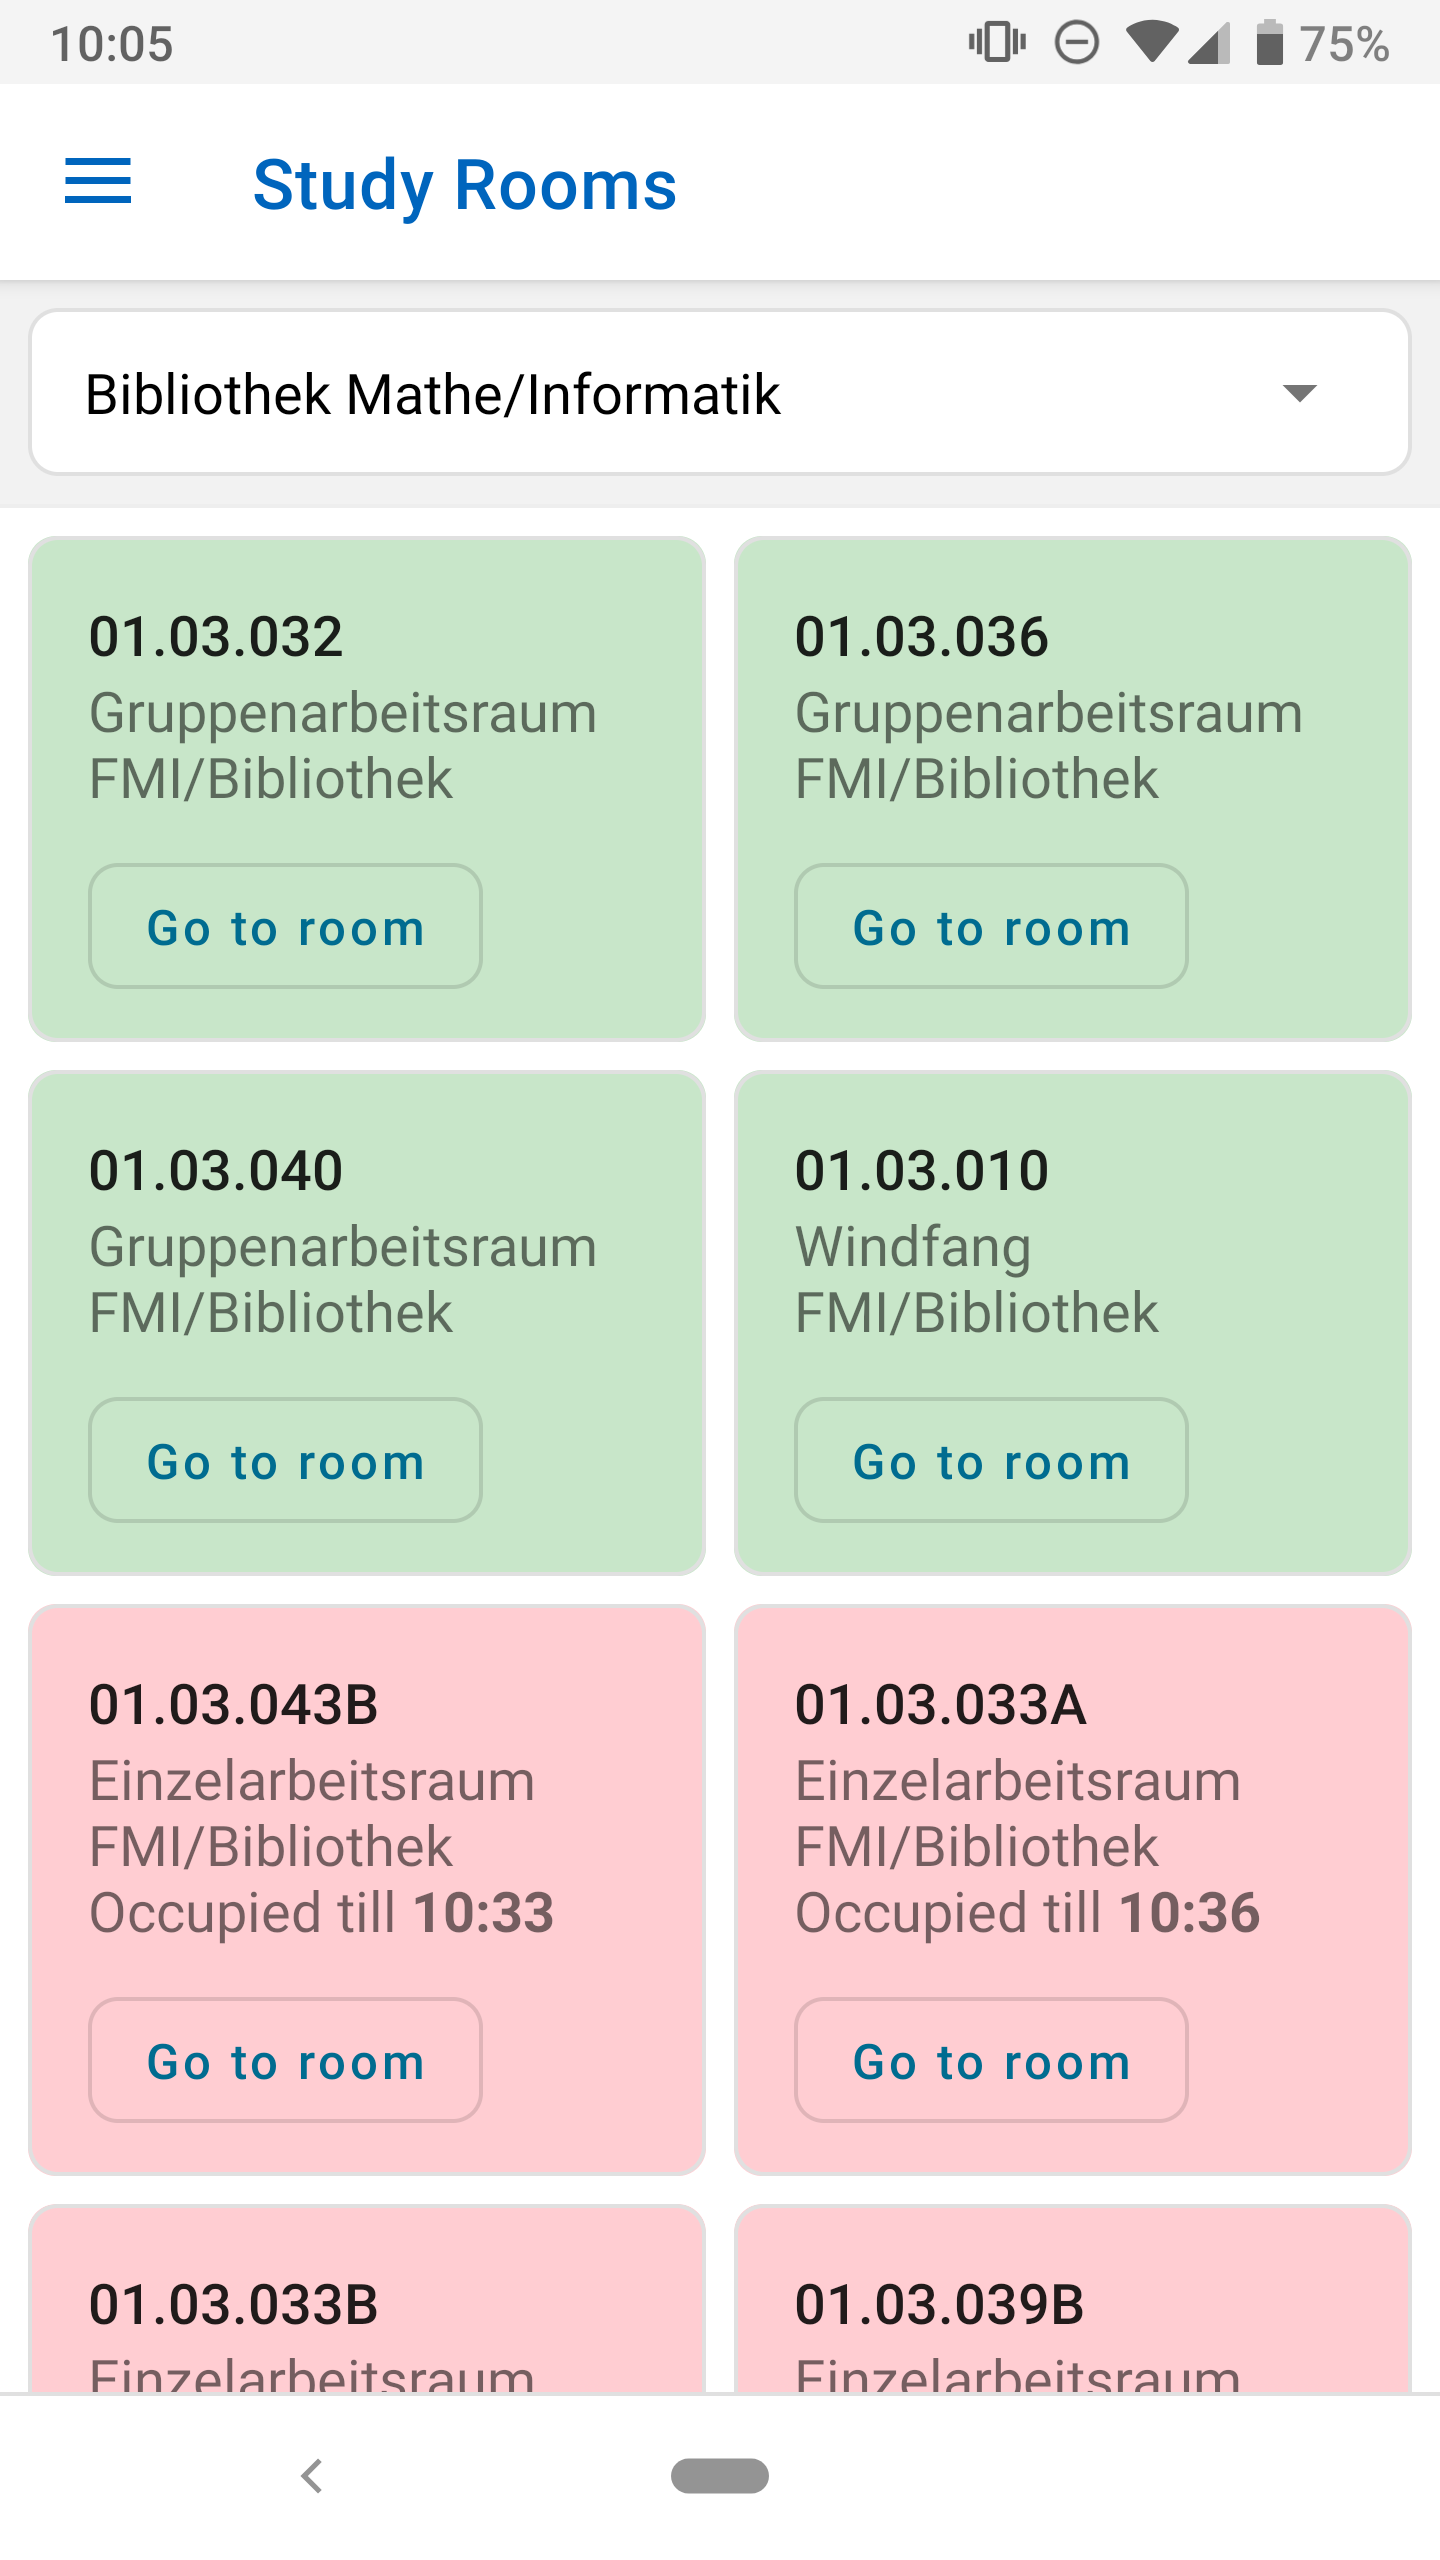 10:05 75%
Study Rooms
Bibliothek Mathe/Informatik
01.03.032
Gruppenarbeitsraum
FMI/Bibliothek
Go to room
01.03.036
Gruppenarbeitsraum
FMI/Bibliothek
Go to room
01.03.040
Gruppenarbeitsraum
FMI/Bibliothek
Go to room
01.03.010
Windfang
FMI/Bibliothek
Go to room
01.03.043B
Einzelarbeitsraum
FMI/Bibliothek
Occupied till 10:33
Go to room
01.03.033A
Einzelarbeitsraum
FMI/Bibliothek
Occupied till 10:36
Go to room
01.03.033B
Einzelarbeitsraum
01.03.039B
Einzelarbeitsraum